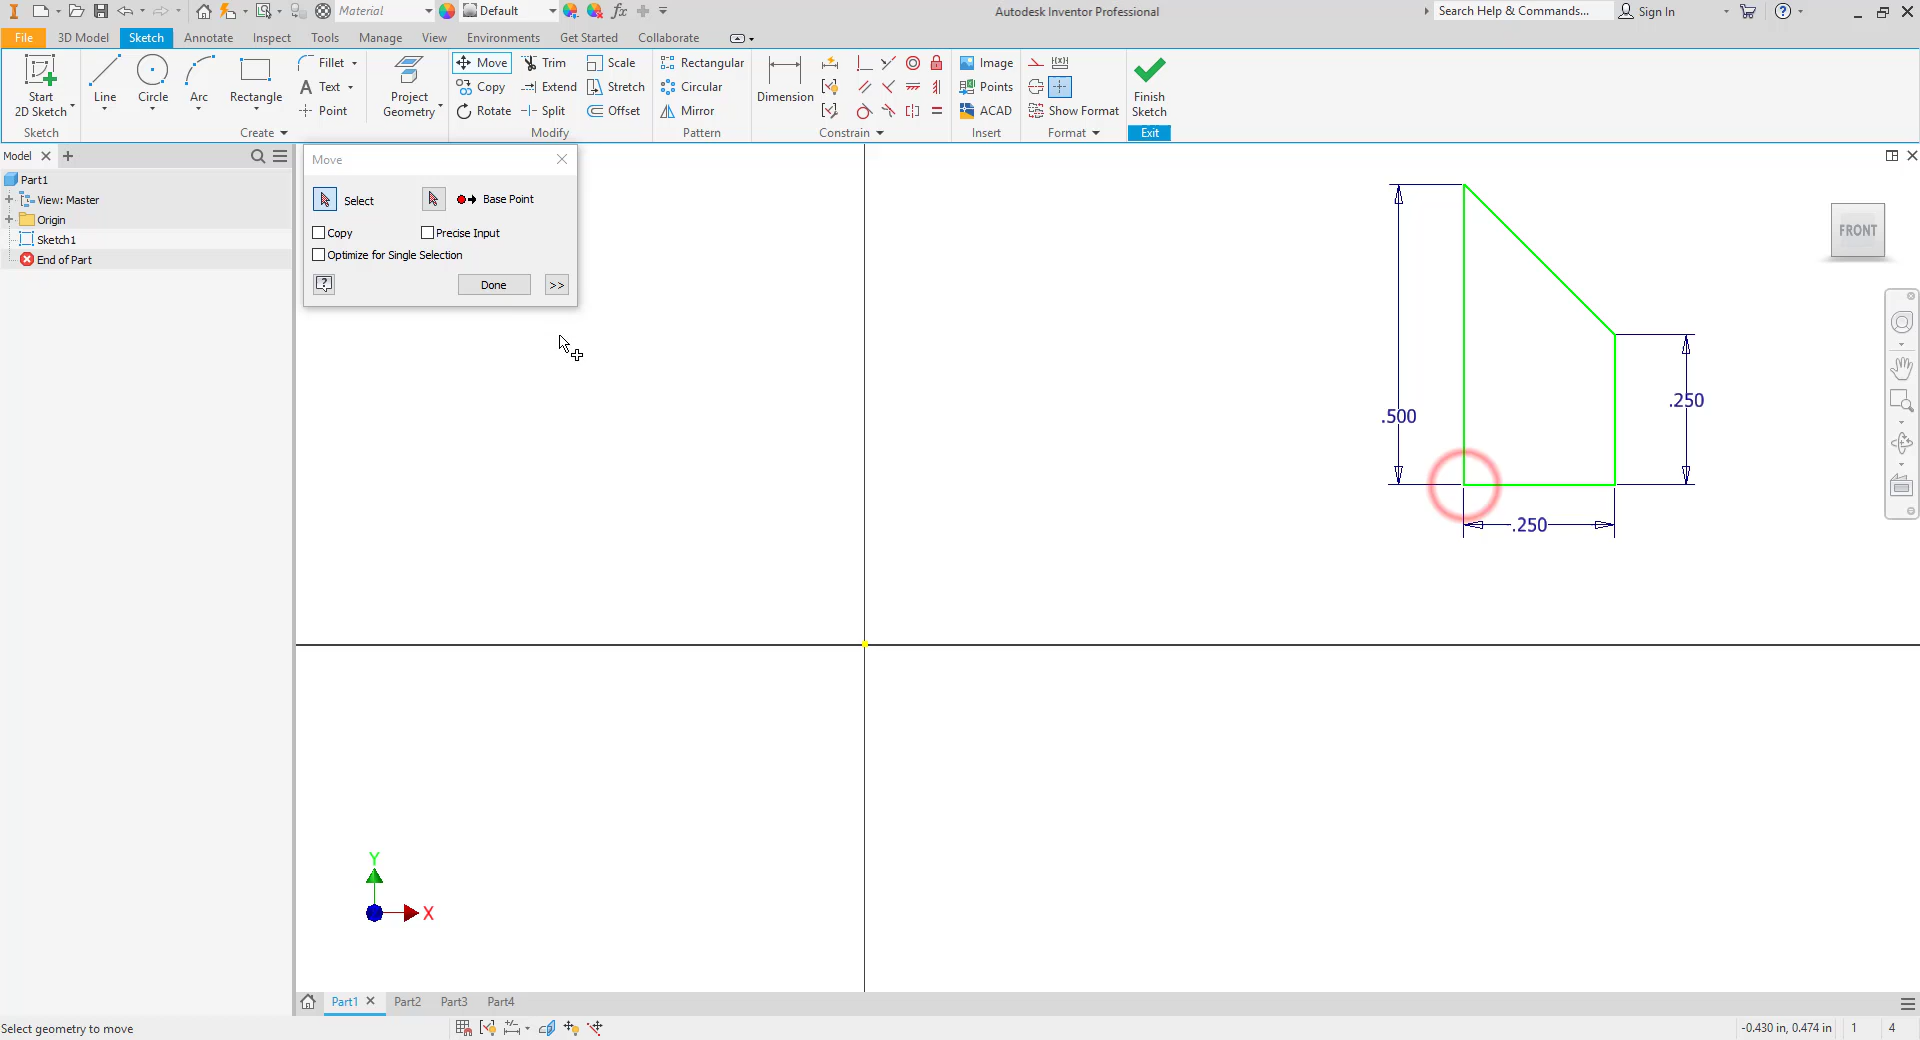 Material
Default
Autodesk Inventor Professional
Search Help & Commands...
Sign In
File
3D Model
Sketch
Annotate
Inspect
Tools
Manage
View
Environments
Get Started
Collaborate
Start
2D Sketch
Line
Circle
Arc
Rectangle
Fillet
Text
Point
Project
Geometry
Move
Copy
Rotate
Trim
Extend
Split
Scale
Stretch
Offset
Rectangular
Circular
Mirror
Dimension
Image
Points
ACAD
Show Format
Finish
Sketch
Sketch
Create
Modify
Pattern
Constrain
Insert
Format
Exit
Model
Part1
View: Master
Origin
Sketch1
End of Part
Move
Select
Base Point
Copy
Precise Input
Optimize for Single Selection
Done
>>
FRONT
.500
.250
.250
Y
X
Part1
Part2
Part3
Part4
Select geometry to move
-0.430 in, 0.474 in
1
4